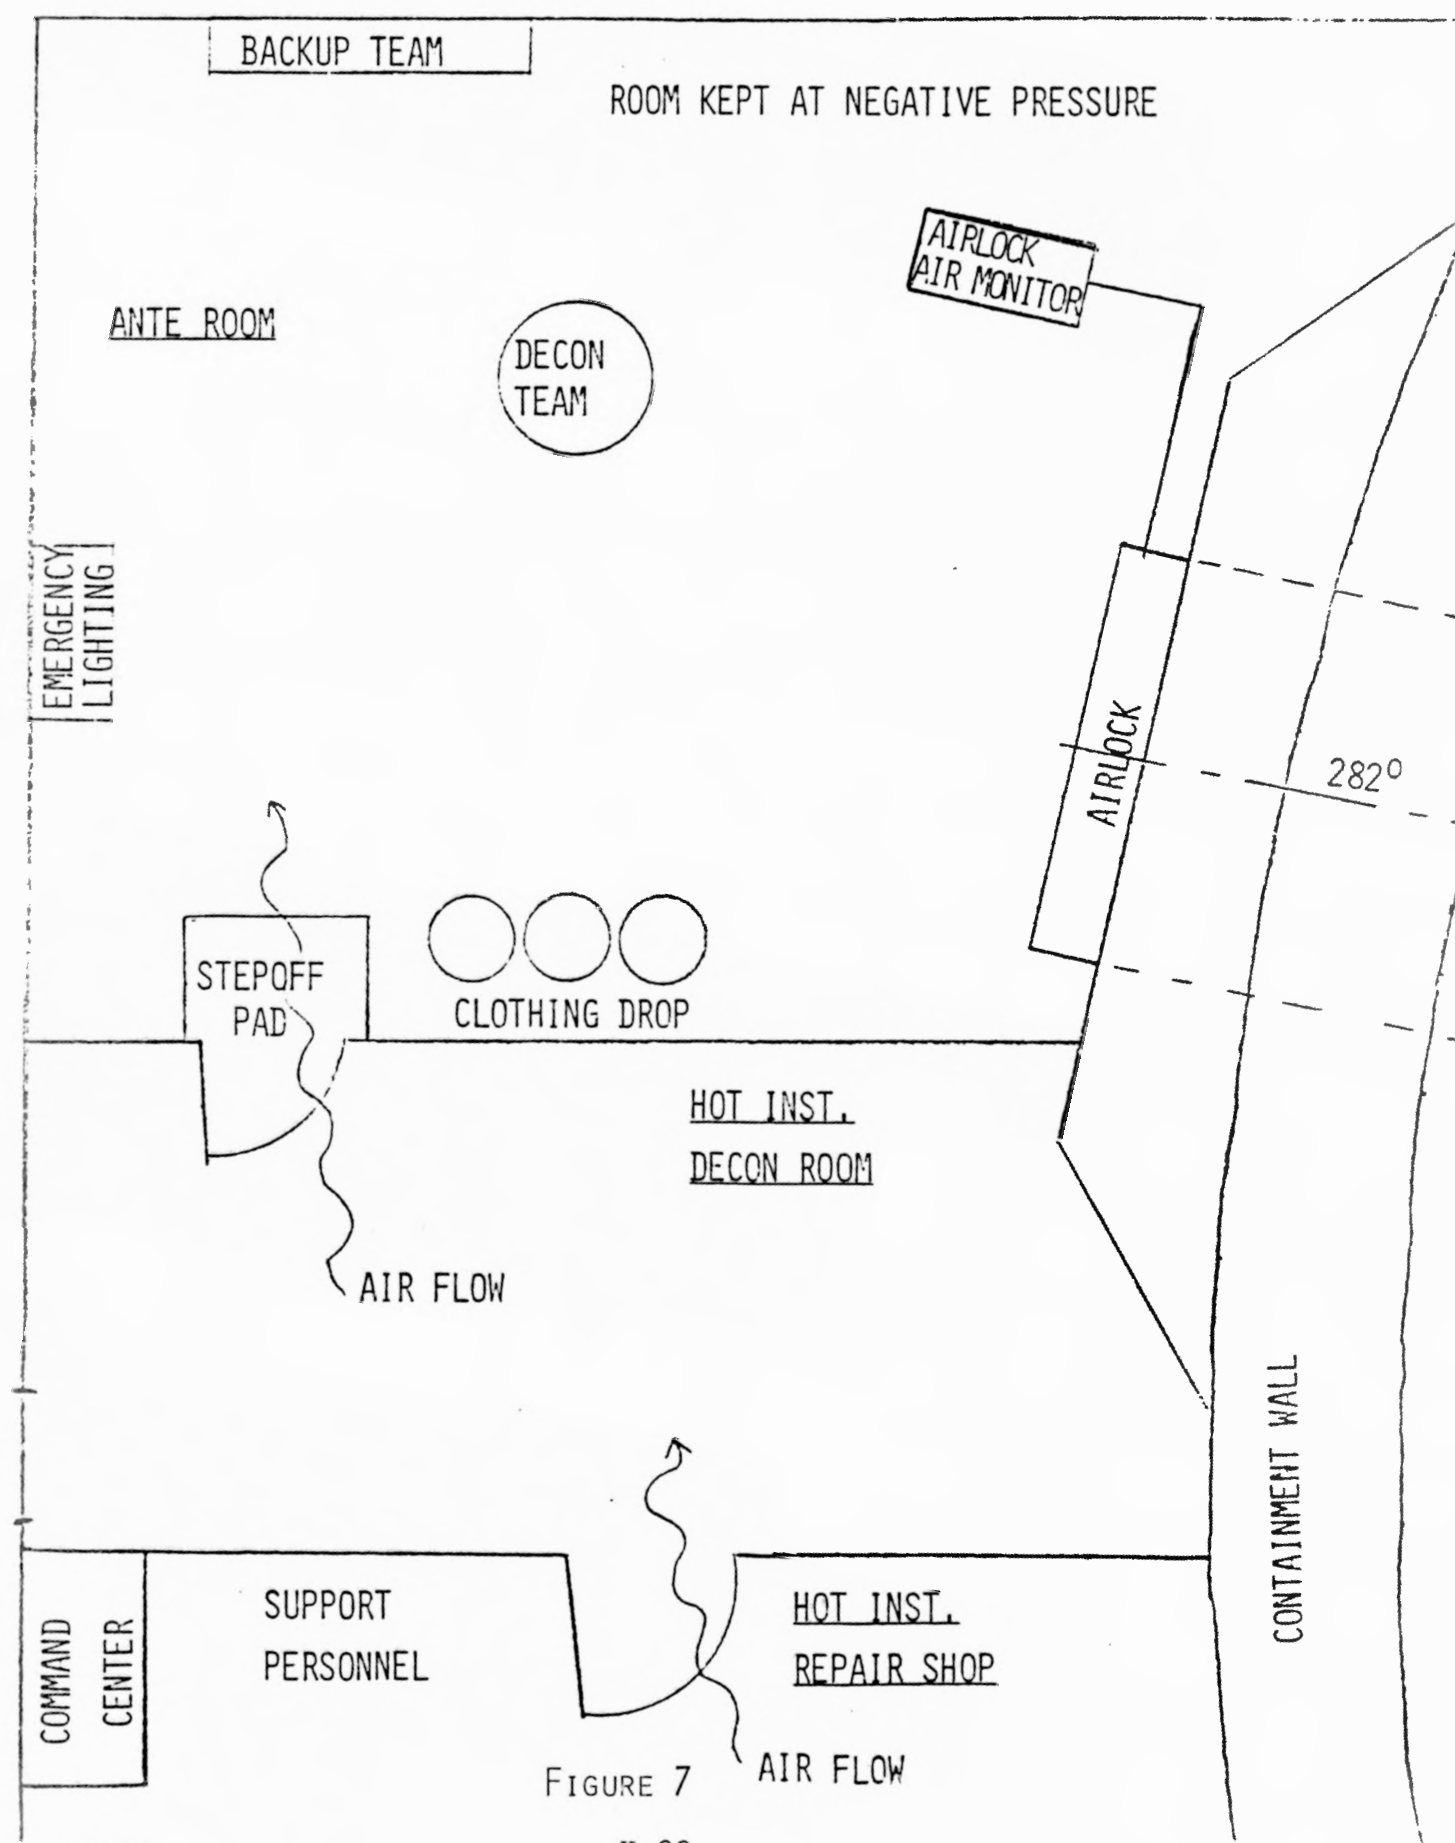 BACKUP TEAM
ROOM KEPT AT NEGATIVE PRESSURE
AIRLOCK
AIR MONITOR
ANTE ROOM
DECON
TEAM
EMERGENCY
LIGHTING
AIRLOCK
282⁰
STEPOFF
PAD
CLOTHING DROP
HOT INST.
DECON ROOM
AIR FLOW
CONTAINMENT WALL
COMMAND
CENTER
SUPPORT
PERSONNEL
HOT INST.
REPAIR SHOP
AIR FLOW
FIGURE 7